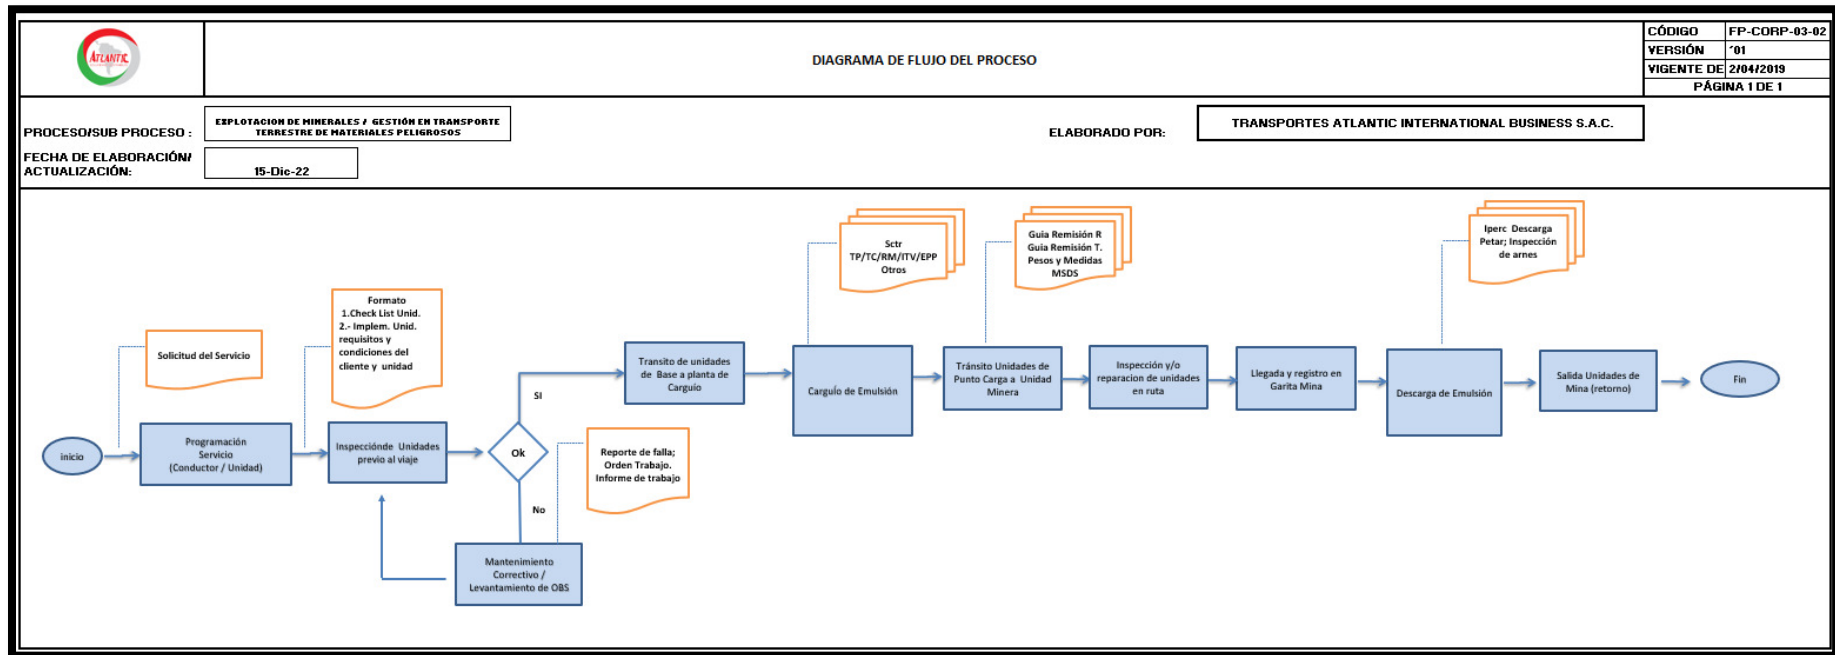 ATLANTIC
DIAGRAMA DE FLUJO DEL PROCESO
CÓDIGO FP-CORP-03-02
VERSIÓN '01
VIGENTE DE 2/04/2019
PÁGINA 1 DE 1
PROCESO/SUB PROCESO :
EXPLOTACION DE MINERALES / GESTIÓN EN TRANSPORTE
TERRESTRE DE MATERIALES PELIGROSOS
ELABORADO POR:
TRANSPORTES ATLANTIC INTERNATIONAL BUSINESS S.A.C.
FECHA DE ELABORACIÓN/
ACTUALIZACIÓN:
15-Dic-22
inicio
Solicitud del Servicio
Programación
Servicio
(Conductor / Unidad)
Formato
1.Check List Unid.
2.- Implem. Unid.
requisitos y
condiciones del
cliente y unidad
Inspecciónde Unidades
previo al viaje
Ok
SI
No
Reporte de falla;
Orden Trabajo.
Informe de trabajo
Mantenimiento
Correctivo /
Levantamiento de OBS
Transito de unidades
de Base a planta de
Carguío
Sctr
TP/TC/RM/ITV/EPP
Otros
Carguío de Emulsión
Guia Remisión R
Guia Remisión T.
Pesos y Medidas
MSDS
Tránsito Unidades de
Punto Carga a Unidad
Minera
Inspección y/o
reparacion de unidades
en ruta
Llegada y registro en
Garita Mina
Iperc Descarga
Petar; Inspección
de arnes
Descarga de Emulsión
Salida Unidades de
Mina (retorno)
Fin